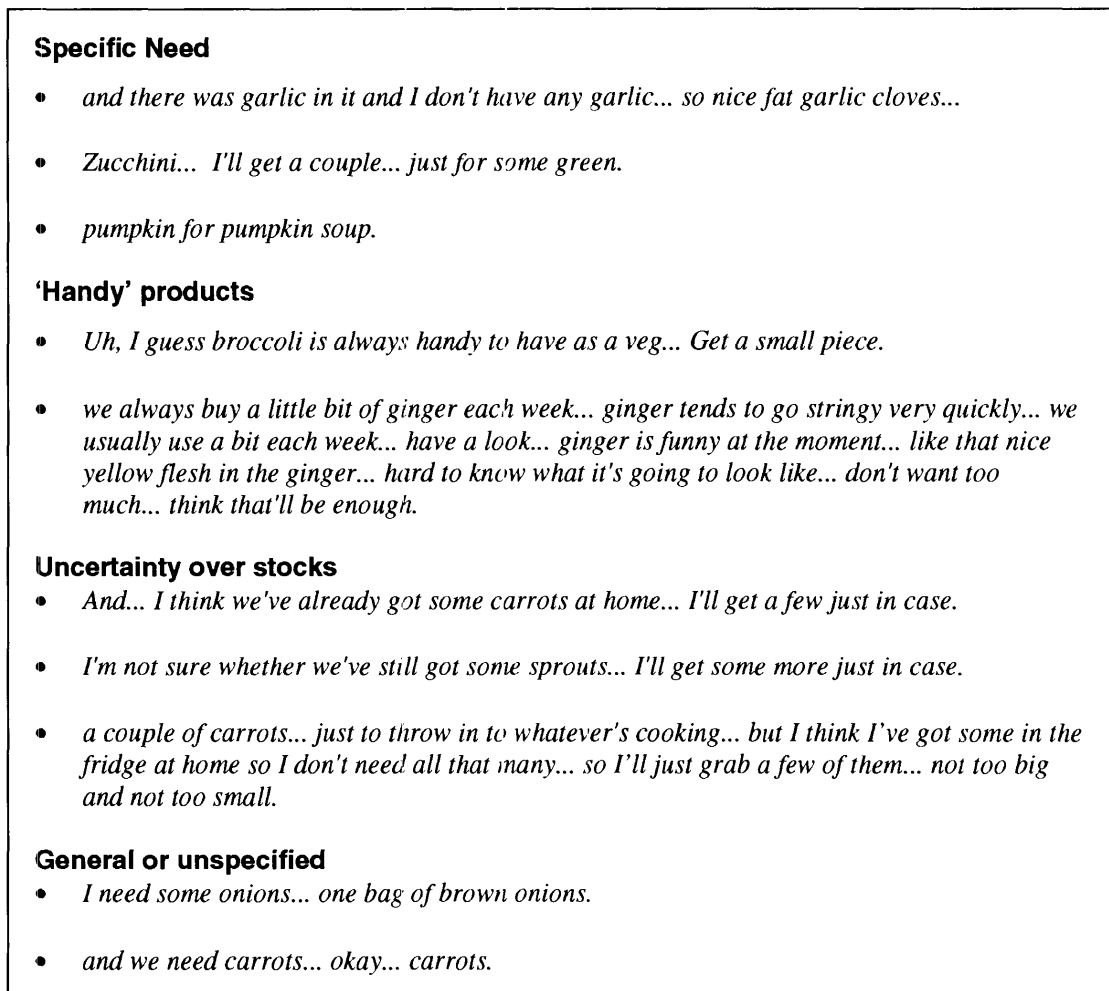 Specific Need
• and there was garlic in it and I don't have any garlic... so nice fat garlic cloves...
• Zucchini... I'll get a couple... just for some green.
• pumpkin for pumpkin soup.
'Handy' products
• Uh, I guess broccoli is always handy to have as a veg... Get a small piece.
• we always buy a little bit of ginger each week... ginger tends to go stringy very quickly... we
usually use a bit each week... have a look... ginger is funny at the moment... like that nice
yellow flesh in the ginger... hard to know what it's going to look like... don't want too
much... think that'll be enough.
Uncertainty over stocks
• And... I think we've already got some carrots at home... I'll get a few just in case.
• I'm not sure whether we've still got some sprouts... I'll get some more just in case.
• a couple of carrots... just to throw in to whatever's cooking... but I think I've got some in the
fridge at home so I don't need all that many... so I'll just grab a few of them... not too big
and not too small.
General or unspecified
• I need some onions... one bag of brown onions.
• and we need carrots... okay... carrots.